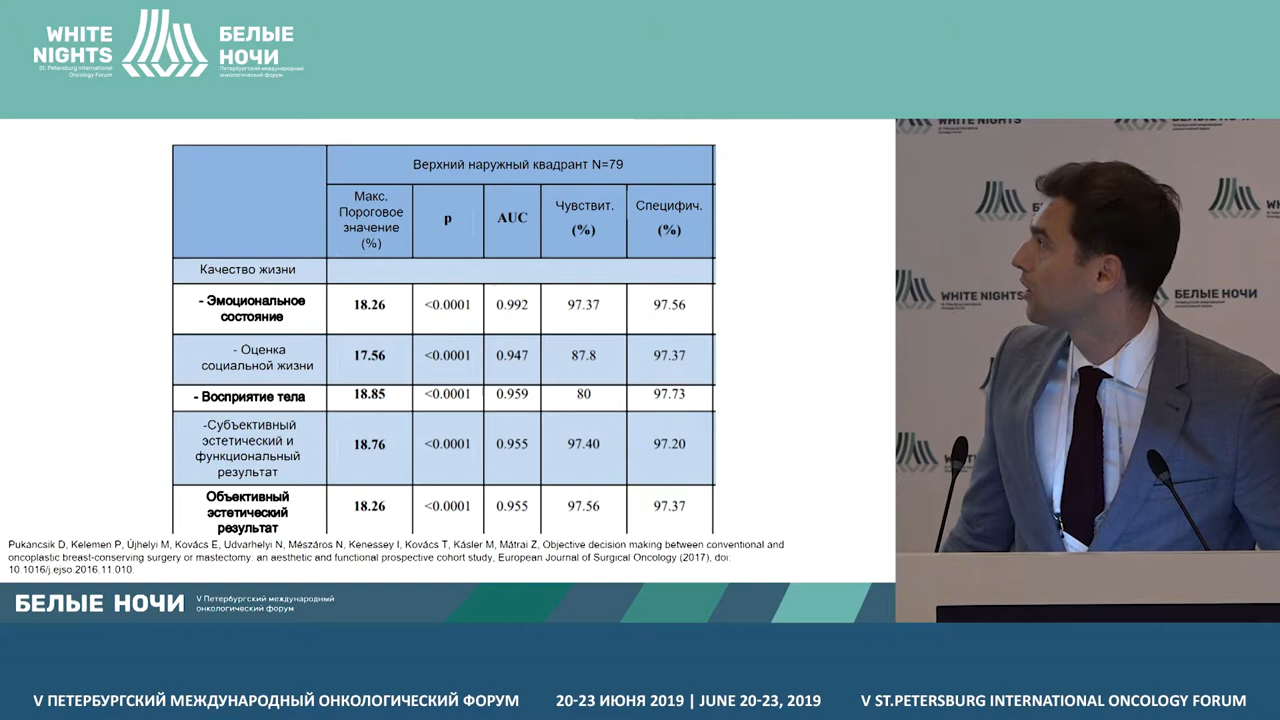 WHITE
NIGHTS
St. Petersburg International
Oncology Forum
БЕЛЫЕ
НОЧИ
Петербургский международный
онкологический форум
Верхний наружный квадрант N=79
Макс.
Пороговое
значение
(%)
p
AUC
Чувствит.
(%)
Специфич.
(%)
Качество жизни
- Эмоциональное
состояние
18.26
<0.0001
0.992
97.37
97.56
- Оценка
социальной жизни
17.56
<0.0001
0.947
87.8
97.37
- Восприятие тела
18.85
<0.0001
0.959
80
97.73
-Субъективный
эстетический и
функциональный
результат
18.76
<0.0001
0.955
97.40
97.20
Объективный
эстетический
результат
18.26
<0.0001
0.955
97.56
97.37
Pukancsik D, Kelemen P, Újhelyi M, Kovács E, Udvarhelyi N, Mészáros N, Kenessey I, Kovács T, Kásler M, Mátrai Z, Objective decision making between conventional and
oncoplastic breast-conserving surgery or mastectomy: an aesthetic and functional prospective cohort study, European Journal of Surgical Oncology (2017), doi:
10.1016/j.ejso 2016.11.010.
БЕЛЫЕ НОЧИ
V Петербургский международный
онкологический форум
WHITE NIGHTS
БЕЛЫЕ НОЧИ
V ПЕТЕРБУРГСКИЙ МЕЖДУНАРОДНЫЙ ОНКОЛОГИЧЕСКИЙ ФОРУМ
20-23 ИЮНЯ 2019 | JUNE 20-23, 2019
V ST.PETERSBURG INTERNATIONAL ONCOLOGY FORUM